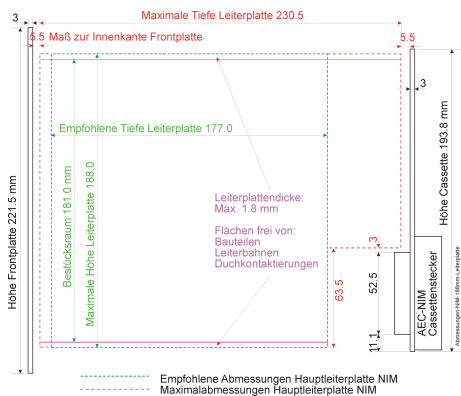 Maximale Tiefe Leiterplatte 230.5
3
5.5 Maß zur Innenkante Frontplatte
5.5
3
Empfohlene Tiefe Leiterplatte 177.0
Höhe Frontplatte 221.5 mm
Bestücksraum 181.0 mm
Maximale Höhe Leiterplatte 188.0
Leiterplattendicke:
Max. 1.8 mm
Flächen frei von:
Bauteilen
Leiterbahnen
Duchkontaktierungen
Höhe Cassette 193.8 mm
3
63.5
52.5
11.1
AEC-NIM
Cassettenstecker
Abmessungen-NIM-188mm-Leiterplatte
Empfohlene Abmessungen Hauptleiterplatte NIM
Maximalabmessungen Hauptleiterplatte NIM